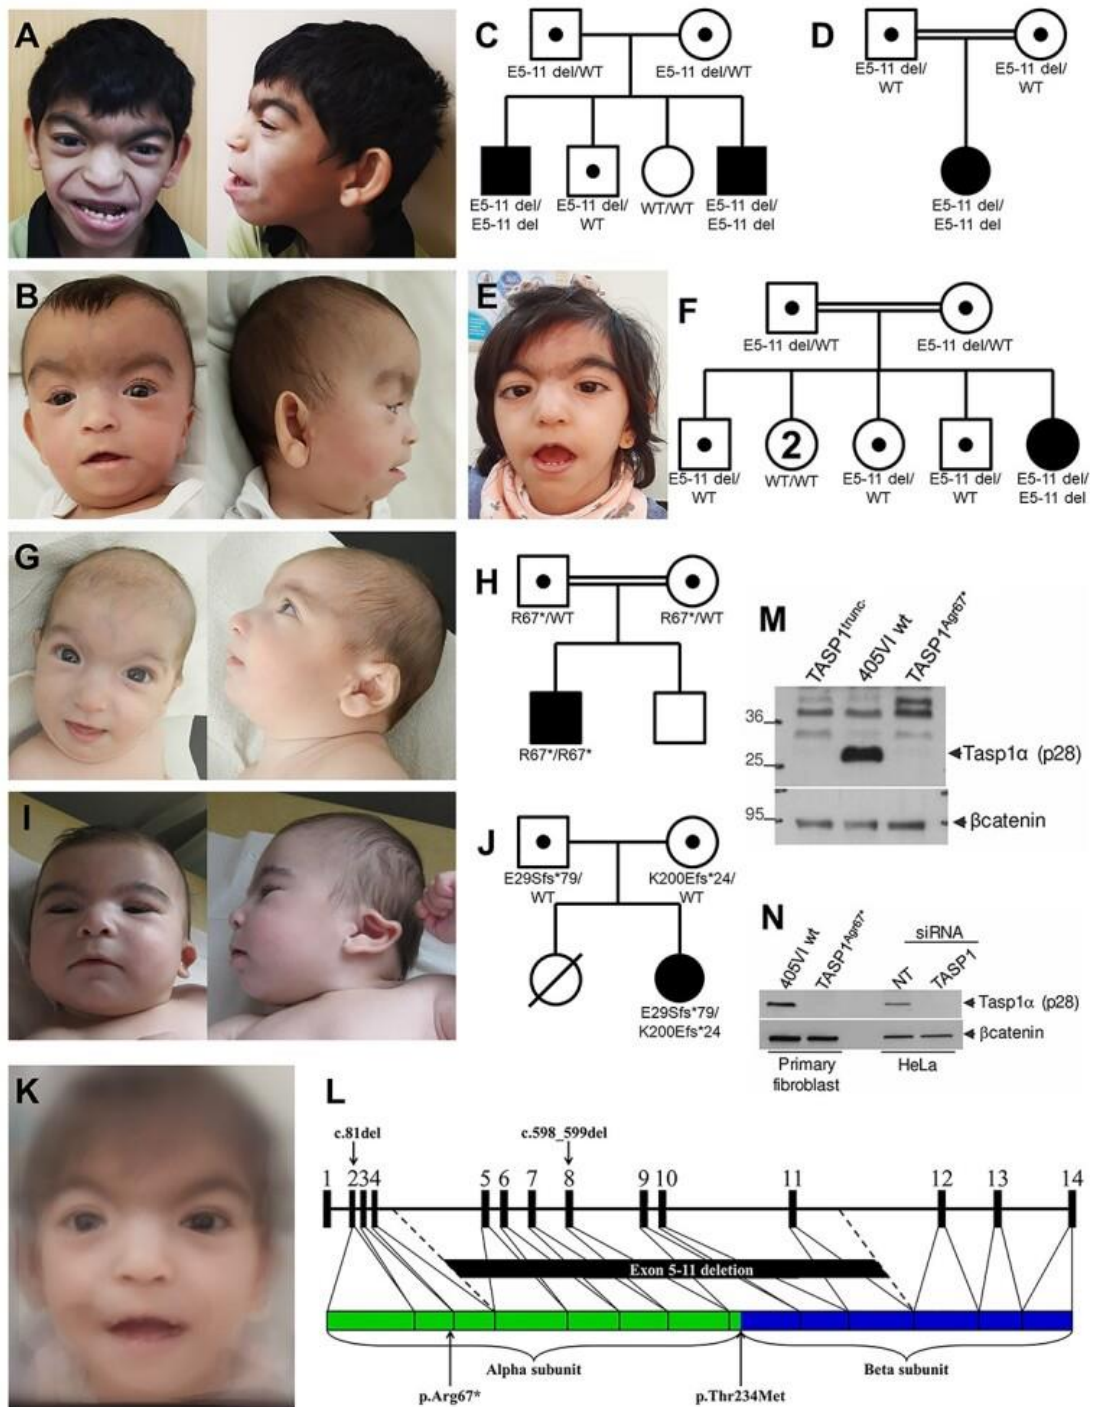 A
B
C
E5-11 del/WT
E5-11 del/WT
E5-11 del/
E5-11 del
E5-11 del/
WT
WT/WT
E5-11 del/
E5-11 del
D
E5-11 del/
WT
E5-11 del/
WT
E5-11 del/
E5-11 del
E
F
E5-11 del/WT
E5-11 del/WT
E5-11 del/
WT
2
WT/WT
E5-11 del/
WT
E5-11 del/
WT
E5-11 del/
E5-11 del
G
H
R67*/WT
R67*/WT
R67*/R67*
I
J
E29Sfs*79/
WT
K200Efs*24/
WT
E29Sfs*79/
K200Efs*24
M
TASP1trunc.
405VI wt
TASP1Agr67*
36
25
Tasp1α (p28)
95
βcatenin
N
siRNA
405VI wt
TASP1Agr67*
NT
TASP1
Tasp1α (p28)
βcatenin
Primary
fibroblast
HeLa
K
L
c.81del
c.598_599del
1 2 3 4 5 6 7 8 9 10 11 12 13 14
Exon 5-11 deletion
Alpha subunit
Beta subunit
p.Arg67*
p.Thr234Met